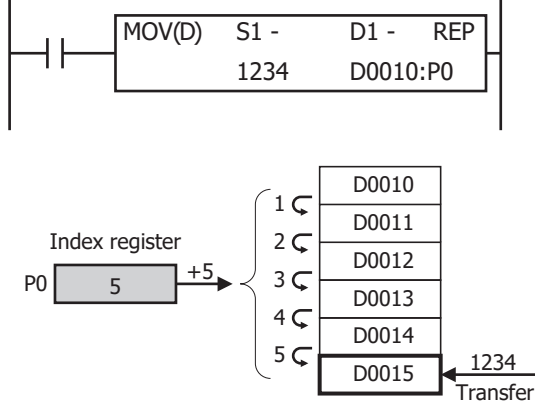 MOV(D) S1 - D1 - REP
1234 D0010:P0
D0010
1
D0011
2
Index register
D0012
P0 5 +5
3
D0013
4
D0014
5
D0015
1234
Transfer